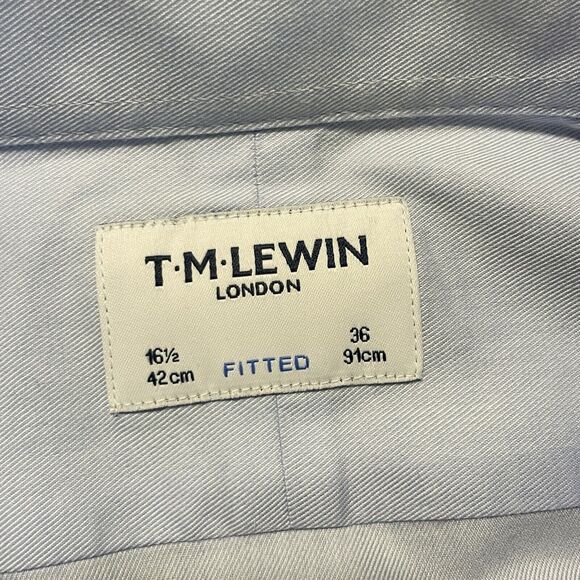 T·M·LEWIN
LONDON
16½
42cm
FITTED
36
91cm